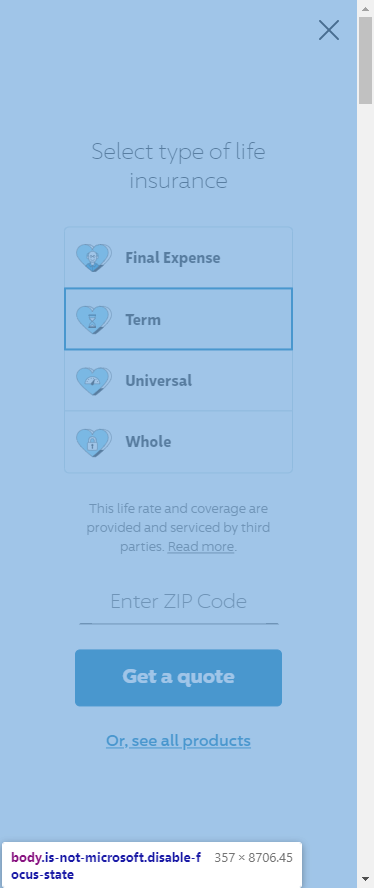 Select type of life
insurance
Final Expense
Term
Universal
Whole
This life rate and coverage are
provided and serviced by third
parties. Read more.
Enter ZIP Code
Get a quote
Or, see all products
body.is-not-microsoft.disable-f 357 × 8706.45
ocus-state